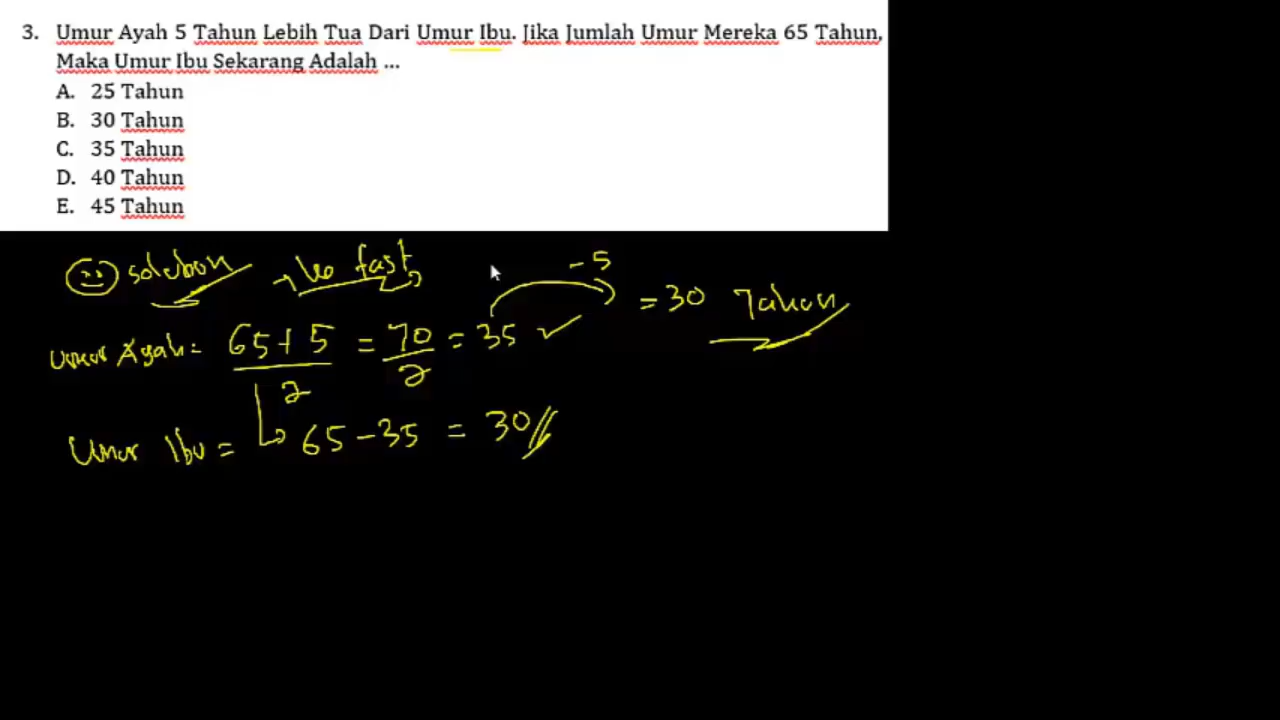 3. Umur Ayah 5 Tahun Lebih Tua Dari Umur Ibu. Jika Jumlah Umur Mereka 65 Tahun,
Maka Umur Ibu Sekarang Adalah ...
A. 25 Tahun
B. 30 Tahun
C. 35 Tahun
D. 40 Tahun
E. 45 Tahun
solution fast
-5
Umur Ayah = 65+5/2 = 70/2 = 35 ✓ = 30 Tahun
Umur Ibu = 65-35 = 30//